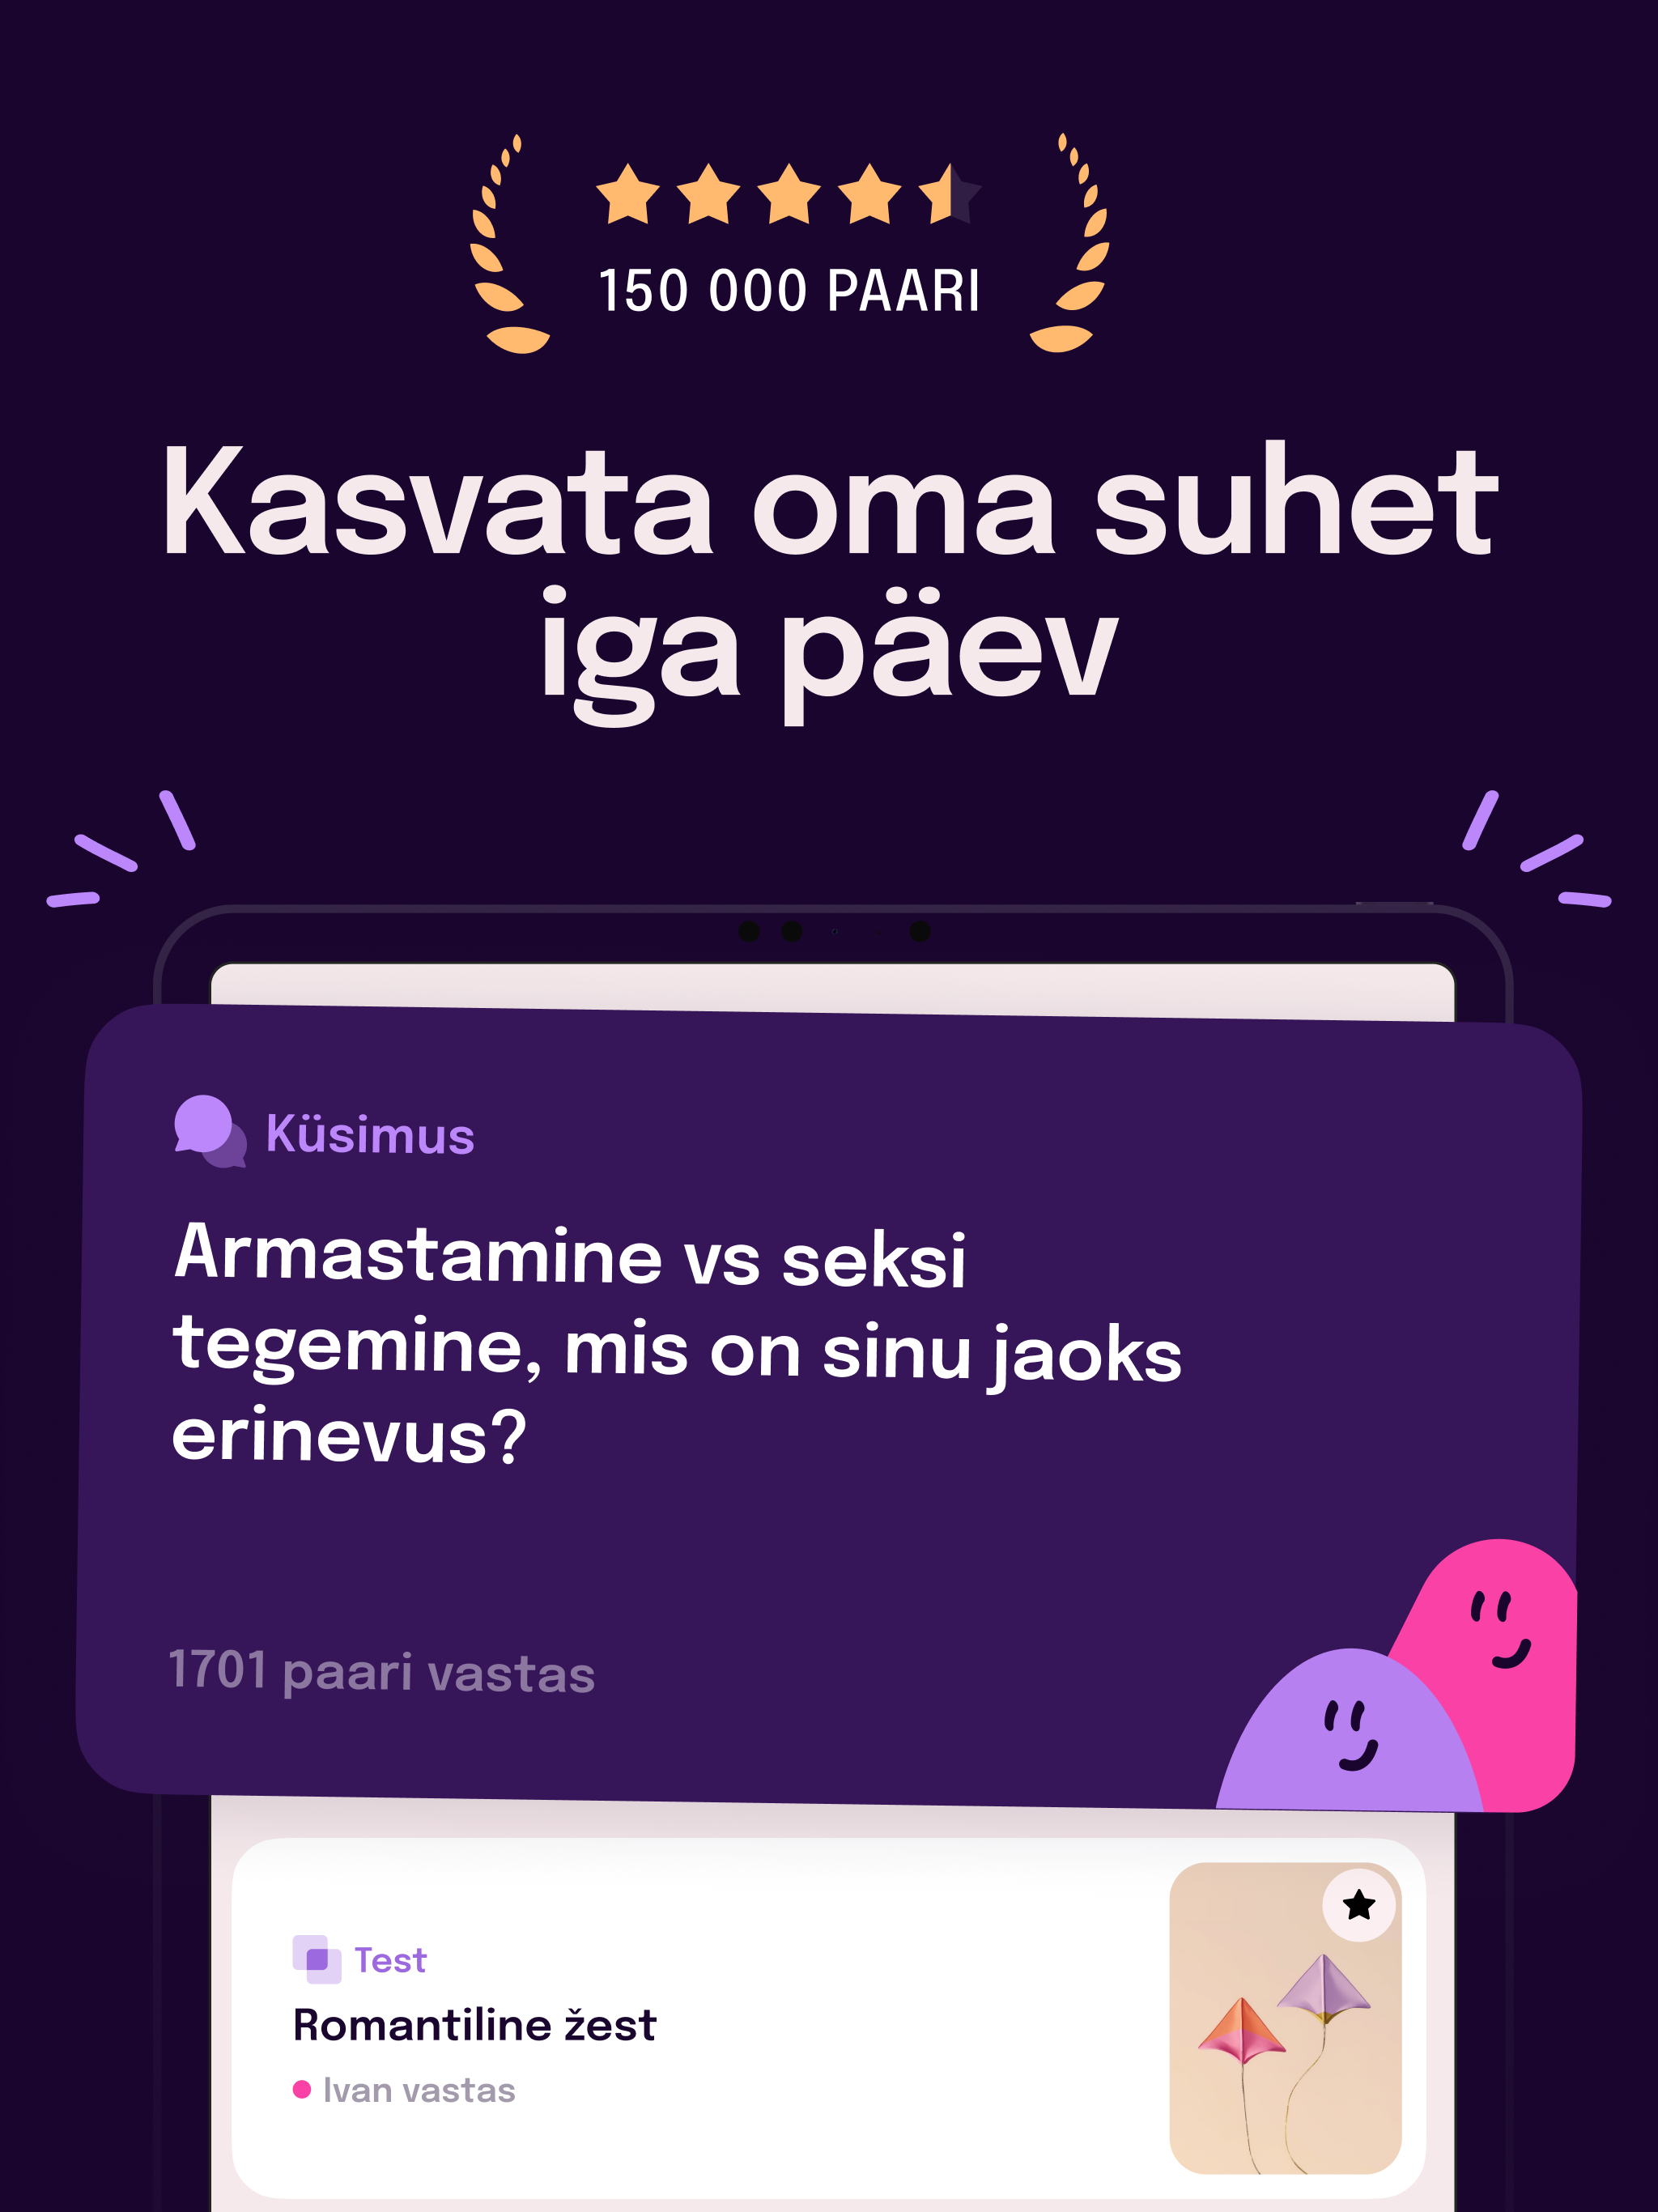 150 000 PAARI
Kasvata oma suhet
iga päev
Küsimus
Armastamine vs seksi
tegemine, mis on sinu jaoks
erinevus?
1701 paari vastas
Test
Romantiline žest
Ivan vastas